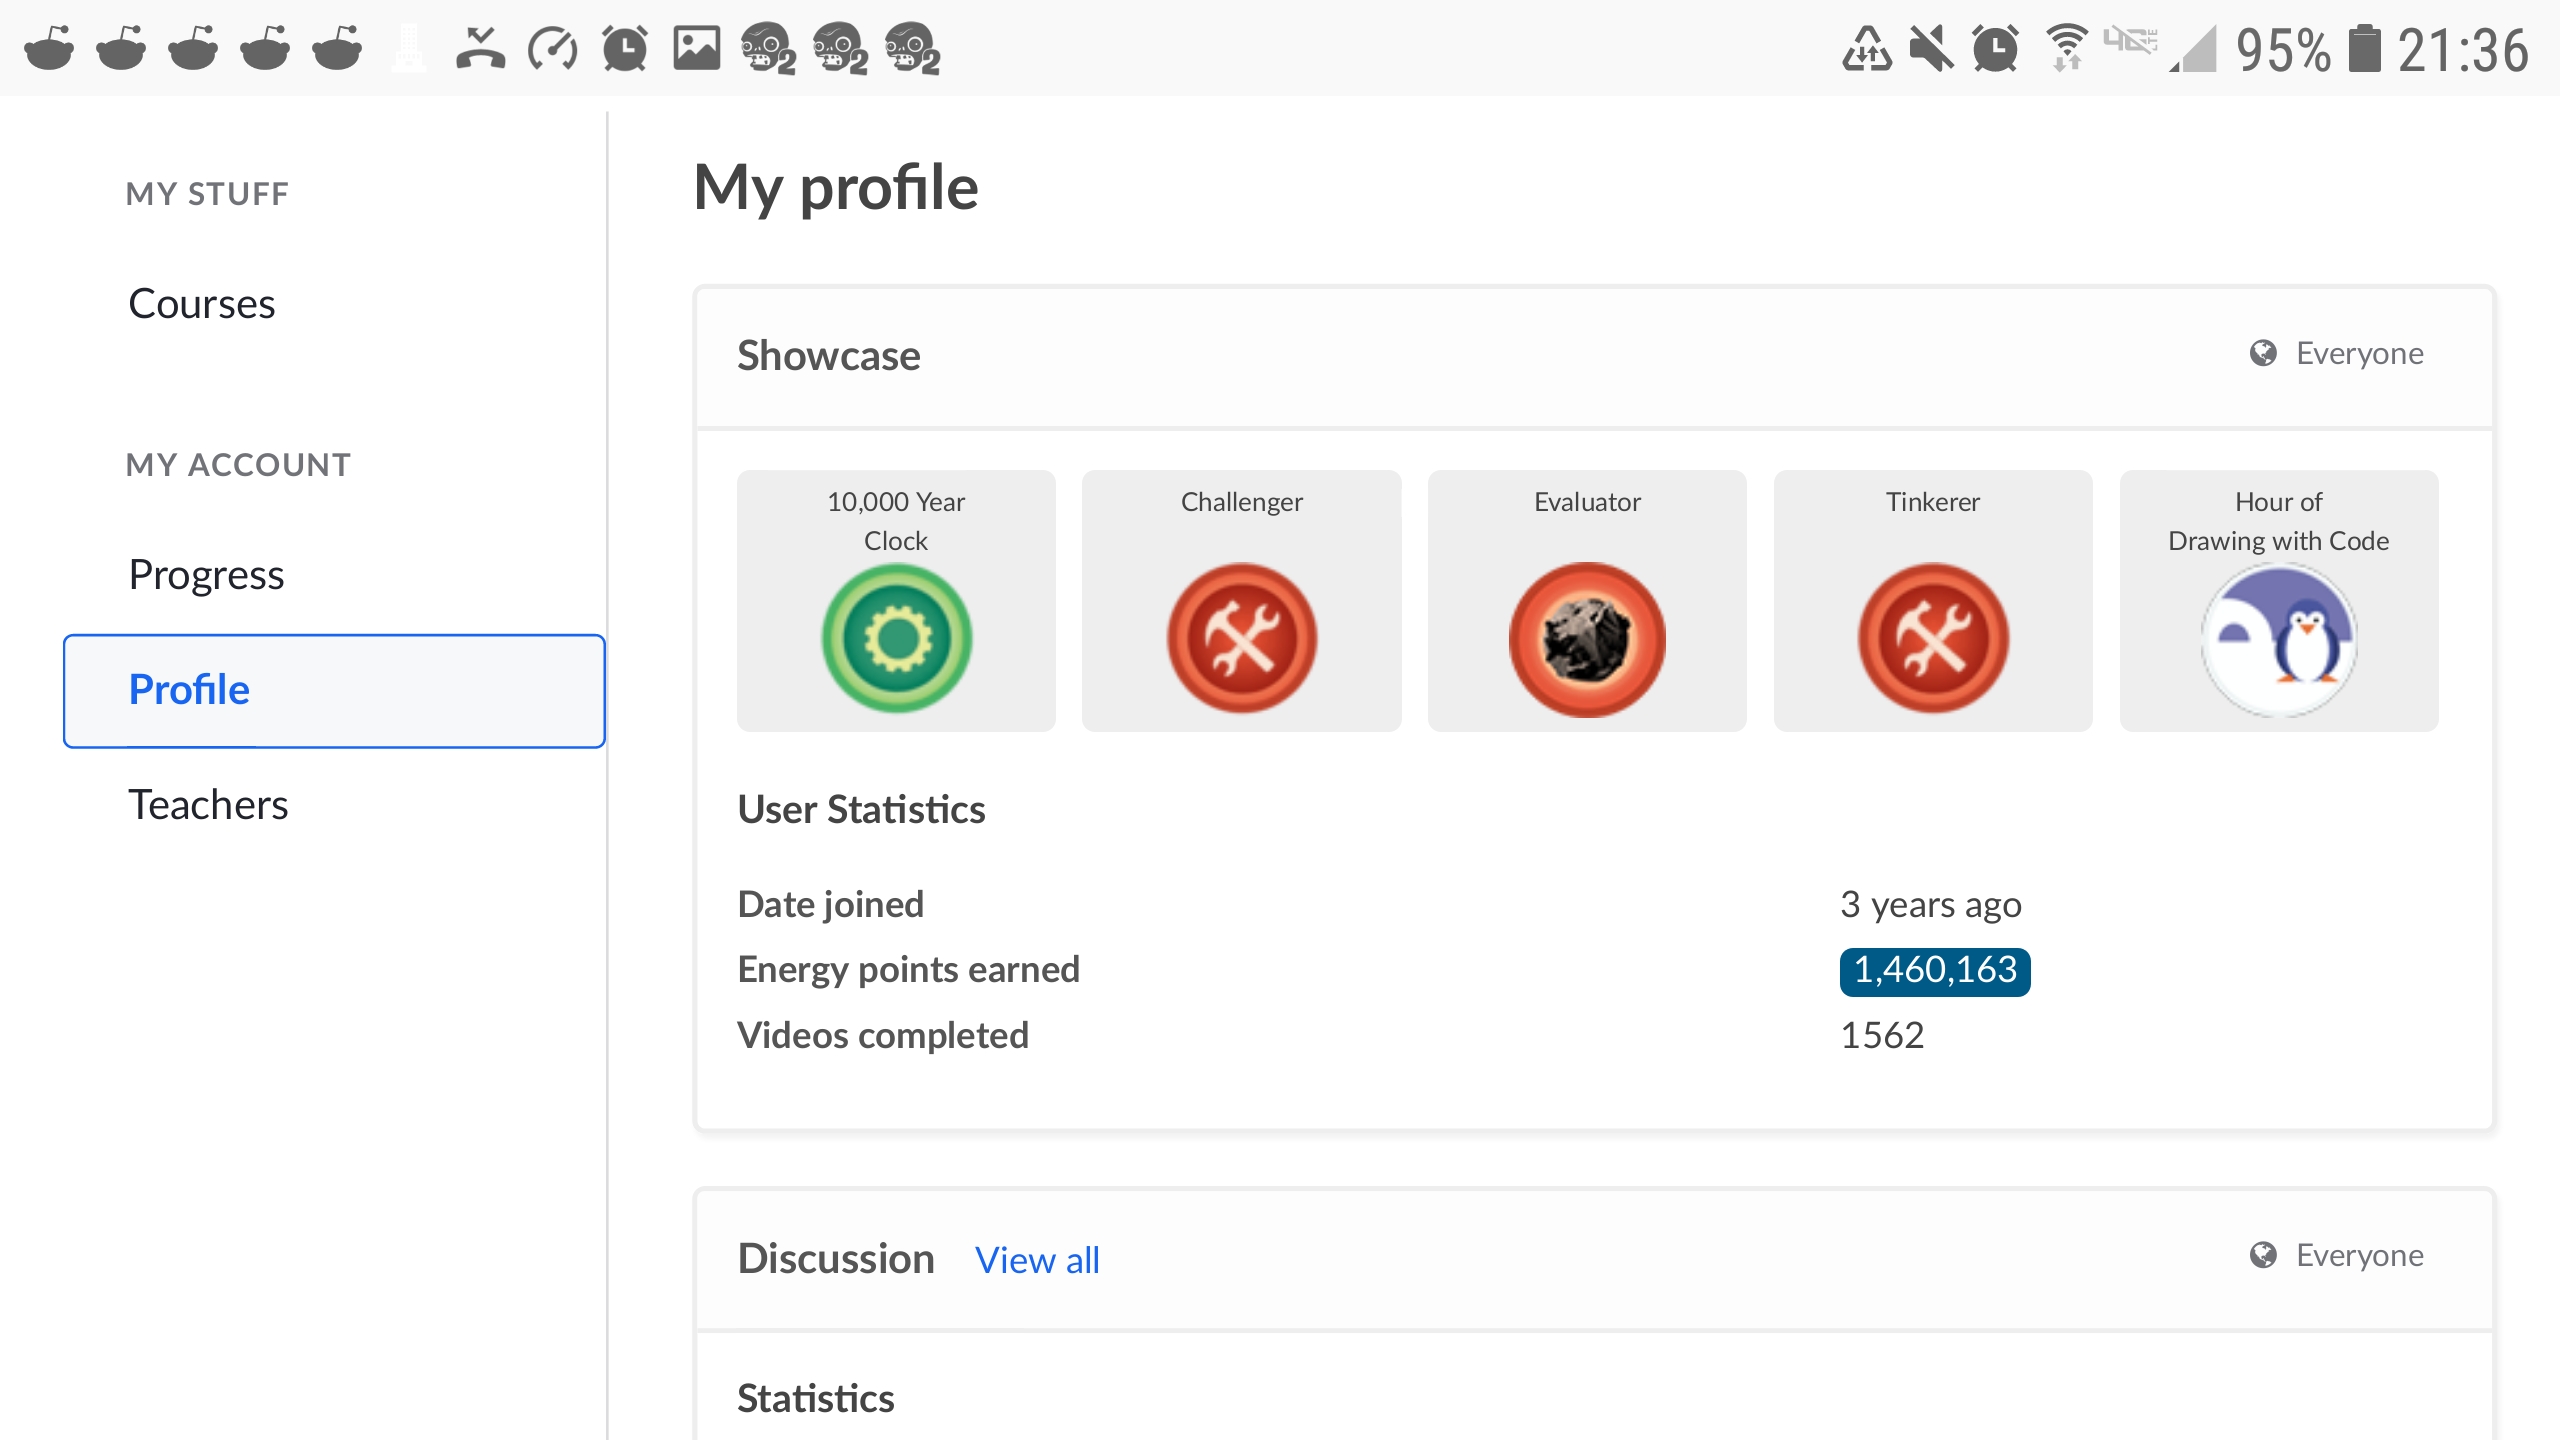 95% 21:36
MY STUFF
Courses
MY ACCOUNT
Progress
Profile
Teachers
My profile
Showcase
Everyone
10,000 Year
Clock
Challenger
Evaluator
Tinkerer
Hour of
Drawing with Code
User Statistics
Date joined 3 years ago
Energy points earned 1,460,163
Videos completed 1562
Discussion View all
Everyone
Statistics